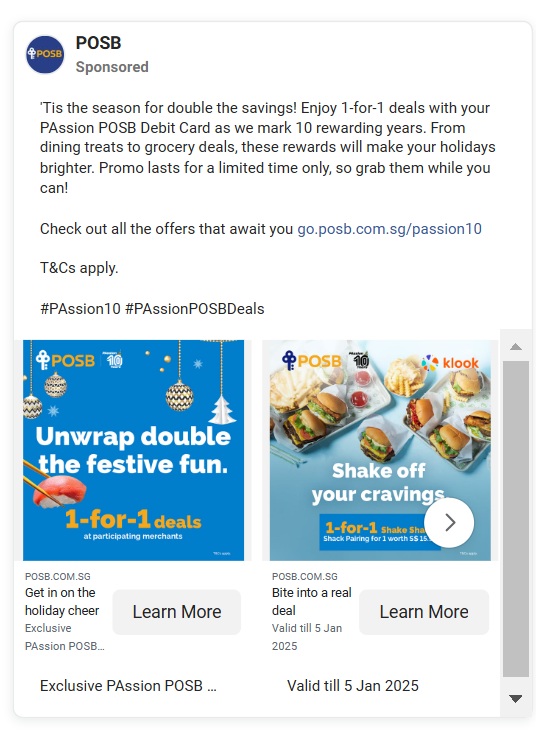 POSB
POSB
Sponsored
'Tis the season for double the savings! Enjoy 1-for-1 deals with your
PAssion POSB Debit Card as we mark 10 rewarding years. From
dining treats to grocery deals, these rewards will make your holidays
brighter. Promo lasts for a limited time only, so grab them while you
can!
Check out all the offers that await you go.posb.com.sg/passion10
T&Cs apply.
#PAssion10 #PAssionPOSBDeals
POSB
10
Unwrap double
the festive fun.
1-for-1 deals
at participating merchants
T&Cs apply.
POSB
10
klook
Shake off
your cravings
1-for-1 Shake Sha
Shack Pairing for 1 worth S$ 15.
T&Cs apply.
POSB.COM.SG
Get in on the
holiday cheer
Exclusive
PAssion POSB...
Learn More
POSB.COM.SG
Bite into a real
deal
Valid till 5 Jan
2025
Learn More
Exclusive PAssion POSB ...
Valid till 5 Jan 2025